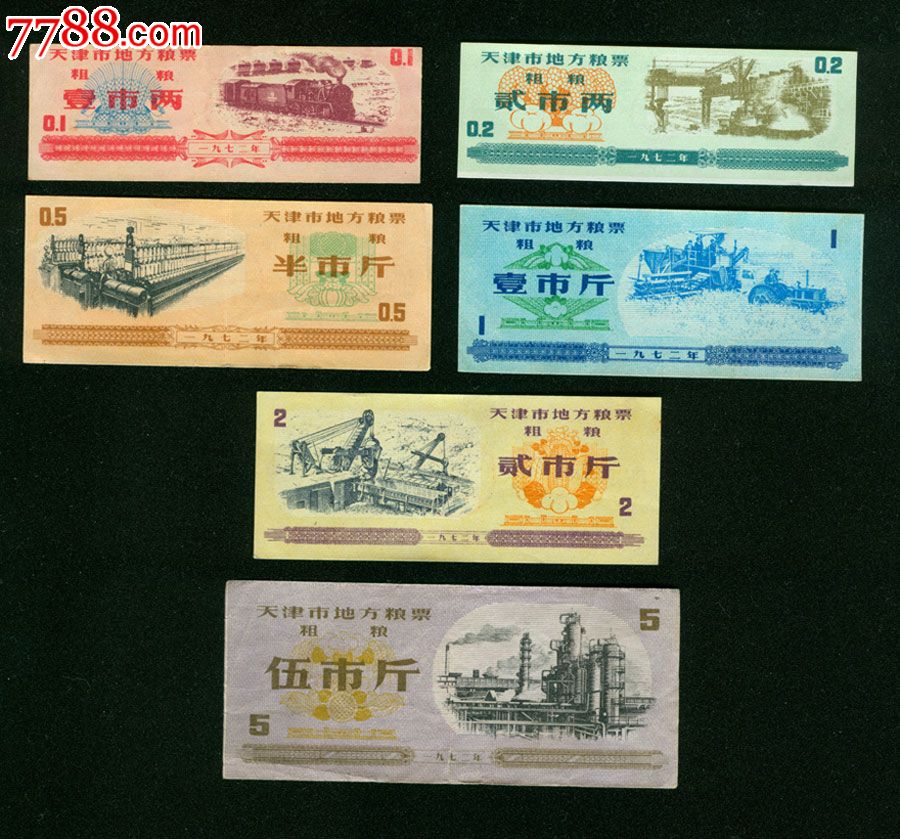 7788.com
天津市地方粮票
0.1
粗 粮
壹市两
0.1
一九七二年
天津市地方粮票
0.2
粗 粮
贰市两
0.2
一九七二年
0.5
天津市地方粮票
粗 粮
半市斤
0.5
一九七二年
天津市地方粮票
1
粗 粮
壹市斤
1
一九七二年
2
天津市地方粮票
粗 粮
贰市斤
2
一九七二年
天津市地方粮票
5
粗 粮
伍市斤
5
一九七二年